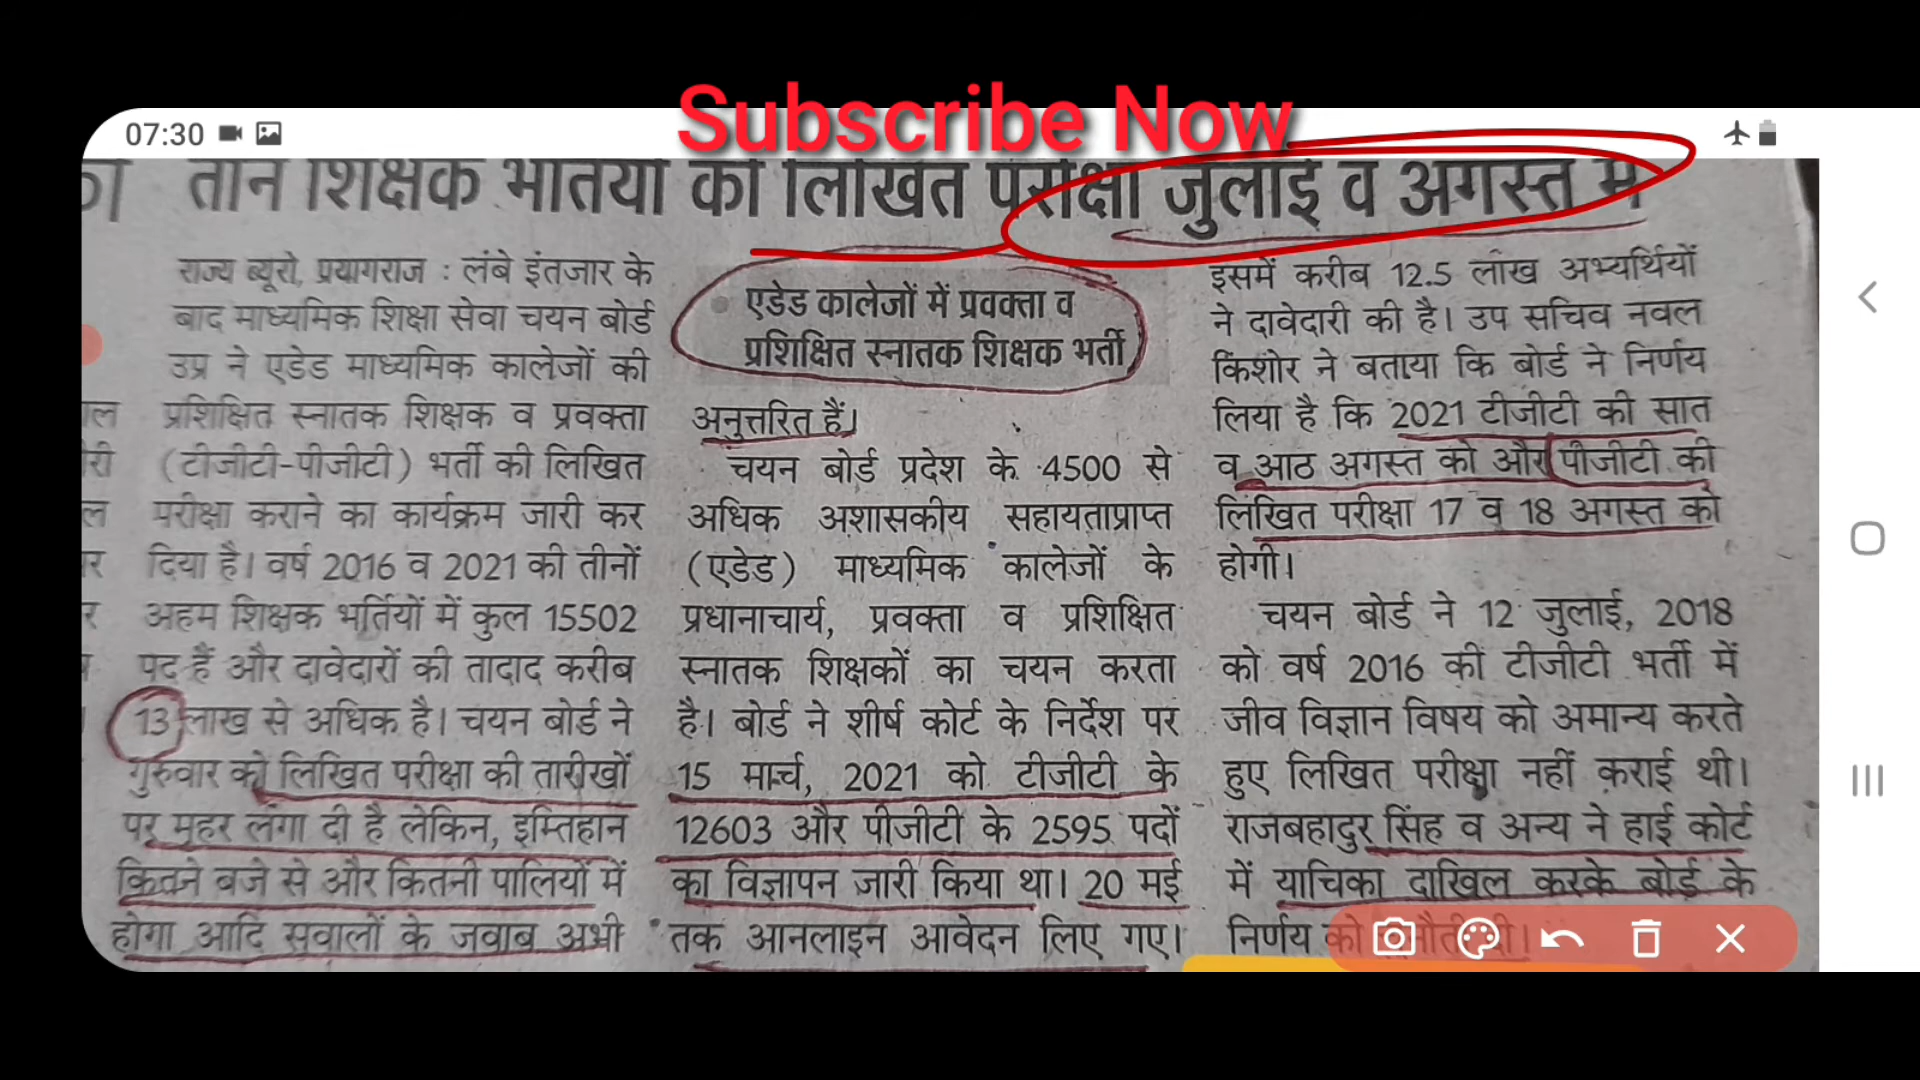 Subscribe Now
07:30
तीन शिक्षक भर्तियों की लिखित परीक्षा जुलाई व अगस्त में
राज्य ब्यूरो, प्रयागराज : लंबे इंतजार के
बाद माध्यमिक शिक्षा सेवा चयन बोर्ड
उप्र ने एडेड माध्यमिक कालेजों की
प्रशिक्षित स्नातक शिक्षक व प्रवक्ता
(टीजीटी-पीजीटी) भर्ती की लिखित
परीक्षा कराने का कार्यक्रम जारी कर
दिया है। वर्ष 2016 व 2021 की तीनों
अहम शिक्षक भर्तियों में कुल 15502
पद हैं और दावेदारों की तादाद करीब
13 लाख से अधिक है। चयन बोर्ड ने
गुरुवार को लिखित परीक्षा की तारीखों
पर मुहर लगा दी है लेकिन, इम्तिहान
कितने बजे से और कितनी पालियों में
होगा आदि सवालों के जवाब अभी
एडेड कालेजों में प्रवक्ता व
प्रशिक्षित स्नातक शिक्षक भर्ती
अनुत्तरित हैं।
चयन बोर्ड प्रदेश के 4500 से
अधिक अशासकीय सहायताप्राप्त
(एडेड) माध्यमिक कालेजों के
प्रधानाचार्य, प्रवक्ता व प्रशिक्षित
स्नातक शिक्षकों का चयन करता
है। बोर्ड ने शीर्ष कोर्ट के निर्देश पर
15 मार्च, 2021 को टीजीटी के
12603 और पीजीटी के 2595 पदों
का विज्ञापन जारी किया था। 20 मई
तक आनलाइन आवेदन लिए गए।
इसमें करीब 12.5 लाख अभ्यर्थियों
ने दावेदारी की है। उप सचिव नवल
किशोर ने बताया कि बोर्ड ने निर्णय
लिया है कि 2021 टीजीटी की सात
व आठ अगस्त को और पीजीटी की
लिखित परीक्षा 17 व 18 अगस्त को
होगी।
चयन बोर्ड ने 12 जुलाई, 2018
को वर्ष 2016 की टीजीटी भर्ती में
जीव विज्ञान विषय को अमान्य करते
हुए लिखित परीक्षा नहीं कराई थी।
राजबहादुर सिंह व अन्य ने हाई कोर्ट
में याचिका दाखिल करके बोर्ड के
निर्णय को